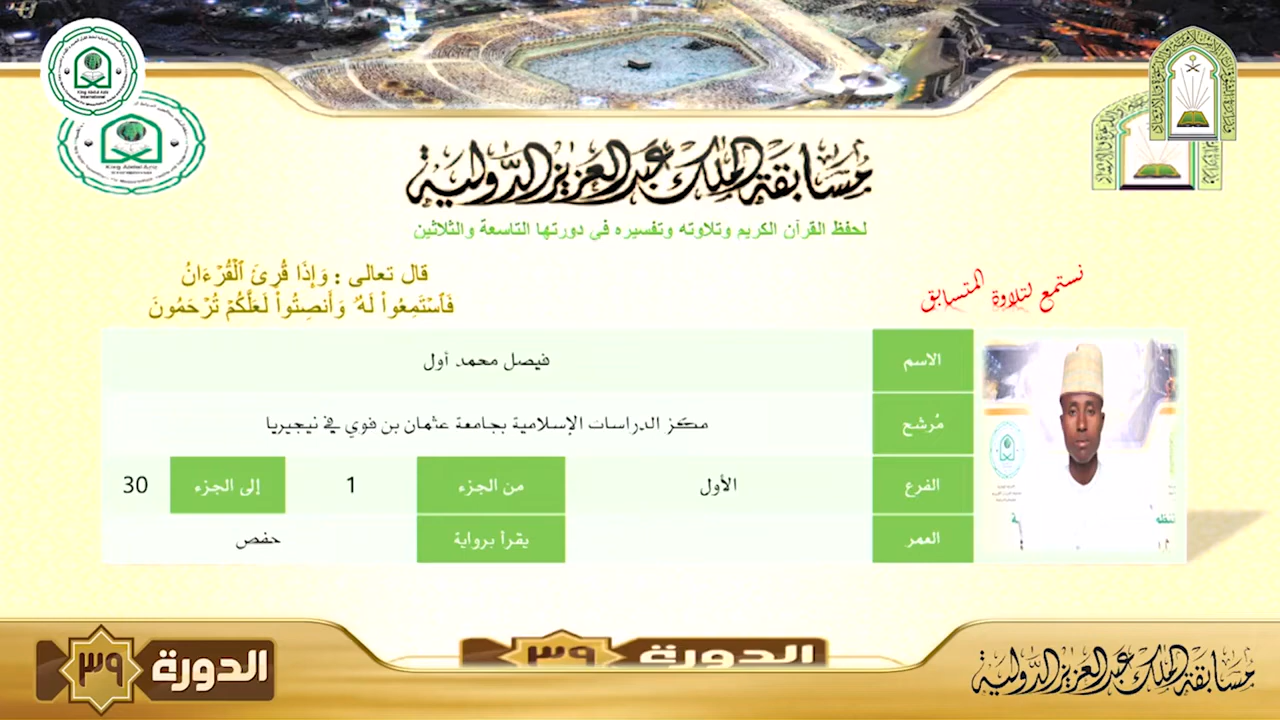 مسابقة الملك عبدالعزيز الدولية
لحفظ القرآن الكريم وتلاوته وتفسيره في دورتها التاسعة والثلاثين
نستمع لتلاوة المتسابق
قال تعالى : وَإِذَا قُرِئَ ٱلْقُرْءَانُ
فَٱسْتَمِعُوا۟ لَهُۥ وَأَنصِتُوا۟ لَعَلَّكُمْ تُرْحَمُونَ
الاسم
فيصل محمد أول
مُرشح
مركز الدراسات الإسلامية بجامعة عثمان بن فوي في نيجيريا
الفرع
الأول
من الجزء
1
إلى الجزء
30
العمر
يقرأ برواية
حفص
الدورة ٣٩
الدورة ٣٩
مسابقة الملك عبدالعزيز الدولية